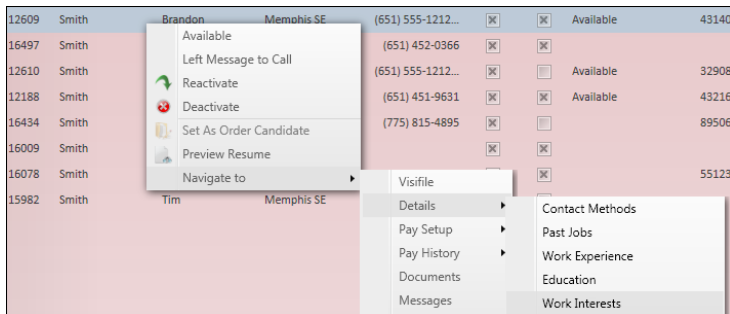 12609 Smith Brandon Memphis SE (651) 555-1212... Available 43140
Available
16497 Smith (651) 452-0366
Left Message to Call
12610 Smith (651) 555-1212... Available 32908
Reactivate
12188 Smith (651) 451-9631 Available 43216
Deactivate
16434 Smith (775) 815-4895 89506
Set As Order Candidate
16009 Smith
Preview Resume
16078 Smith 55123
Navigate to
Visifile
15982 Smith Tim Memphis SE
Details
Contact Methods
Pay Setup
Past Jobs
Pay History
Work Experience
Documents
Education
Messages
Work Interests